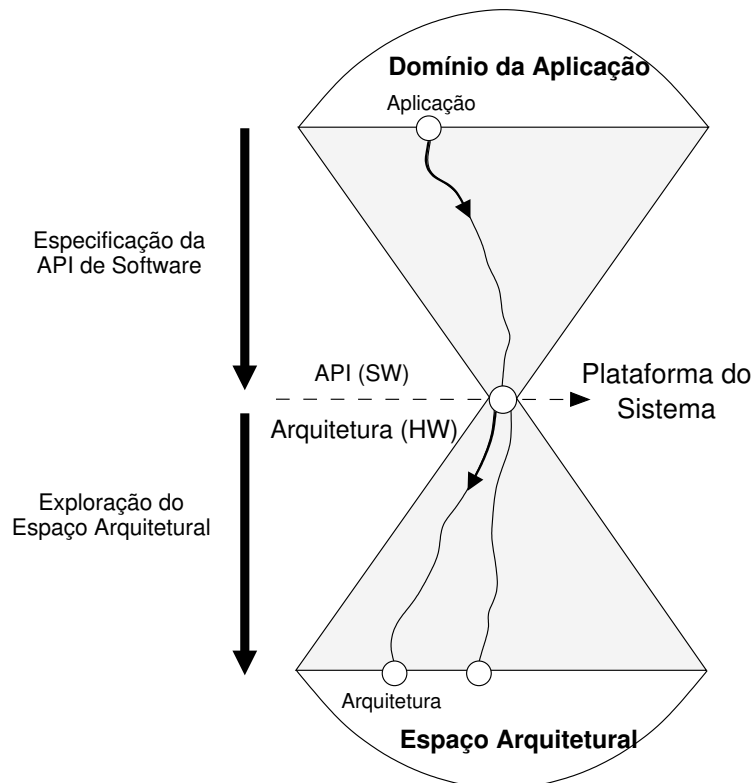 Domínio da Aplicação
Aplicação
Especificação da
API de Software
API (SW)
Plataforma do
Sistema
Arquitetura (HW)
Exploração do
Espaço Arquitetural
Arquitetura
Espaço Arquitetural